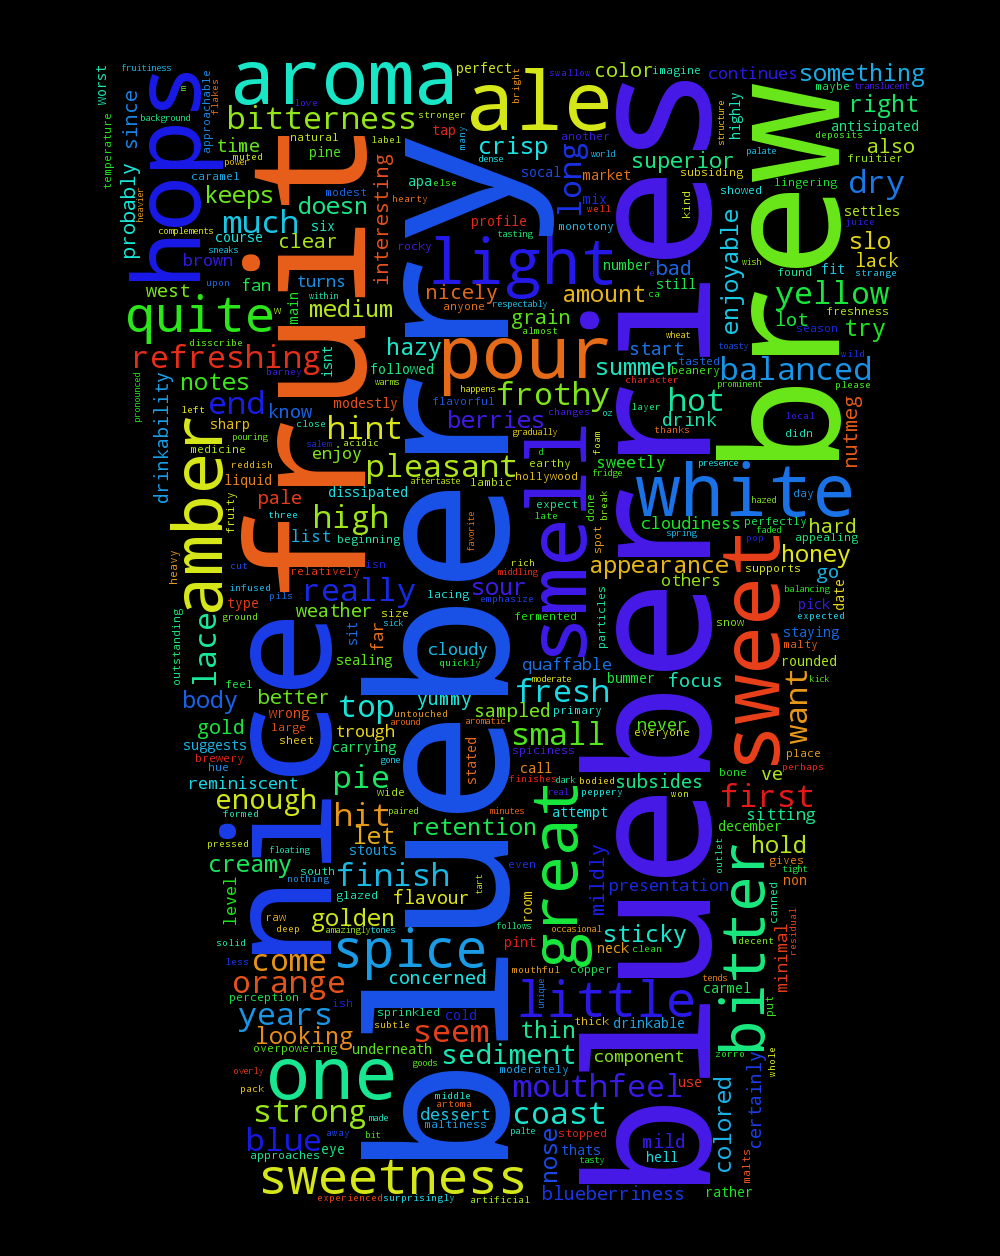 aroma
perfect
color
imagine
continues
something
worst
fruitiness
hops
approachable
flakes
background
bitterness
ale
bright
swallow
stronger
love
tap
crisp
another
maybe
translucent
right
antisipated
highly
structure
since
temperature
time
natural
label
pine
muted
power
many
dense
socal
world
superior
subsiding
palate
also
fruitier
lingering
dry
probably
heavier
caramel
keeps
modest
apa
else
hearty
long
market
mix
well
kind
showed
settles
juice
much
doesn
fruit
interesting
profile
tasting
monotony
complements
course
six
clear
sneaks
brown
rocky
light
number
e
bad
enjoyable
wish
found
fit
strange
slo
lack
west
upon
fan
turns
within
nicely
anyone
respectably
amount
ca
still
yellow
brew
quite
w
main
medium
grain
almost
lot
freshness
season
try
disscribe
isnt
hazy
pour
wheat
start
toasty
wild
refreshing
barney
followed
warms
summer
tasted
beanery
balanced
notes
happens
frothy
character
prominent
please
pronounced
end
know
modestly
flavorful
berries
changes
oz
layer
hot
drink
local
left
sharp
close
hint
salem
acidic
gradually
foam
thanks
didn
nutmeg
drinkability
pouring
medicine
enjoy
d
earthy
sweetly
presence
reddish
pleasant
hollywood
fridge
liquid
aftertaste
lambic
white
day
amber
fruity
pale
dissipated
expect
done
break
hazed
three
high
late
cloudiness
perfectly
faded
hard
list
beginning
favorite
spot
spring
pop
appealing
heavy
relatively
isn
rich
middling
appearance
supports
honey
cut
infused
pils
really
sour
emphasize
others
balancing
go
type
weather
lacing
size
fermented
particles
snow
expected
pick
date
ground
sick
smell
staying
outstanding
lace
sit
far
cloudy
malty
feel
sealing
quickly
quaffable
rounded
body
better
moderate
bummer
focus
sweet
kick
yummy
fresh
want
wrong
top
untouched
sampled
primary
gold
large
trough
around
aromatic
small
never
everyone
suggests
sheet
carrying
stated
spiciness
place
brewery
hue
gone
call
bone
perhaps
reminiscent
pie
finishes
dark
bodied
subsides
ve
wide
real
peppery
formed
enough
hit
paired
minutes
attempt
won
first
sitting
pressed
let
retention
december
floating
stouts
great
outlet
hold
creamy
south
finish
even
mildly
gives
tight
nothing
tart
presentation
non
level
glazed
flavour
room
canned
raw
deep
golden
amazingly
tones
follows
occasional
sticky
solid
spice
pint
neck
clean
decent
residual
less
come
mouthful
copper
bitter
minimal
orange
concerned
unique
tends
carmel
perception
ish
put
years
sprinkled
cold
little
subtle
thick
drinkable
looking
seem
thin
overpowering
underneath
sediment
component
zorro
whole
goods
moderately
overly
one
pack
middle
artoma
mouthfeel
use
strong
made
dessert
coast
colored
certainly
maltiness
blue
away
bit
palte
stopped
mild
approaches
eye
nose
thats
hell
malts
tasty
sweetness
blueberriness
rather
experienced
surprisingly
artificial
nice
blueberry
blueberries
deposits
m